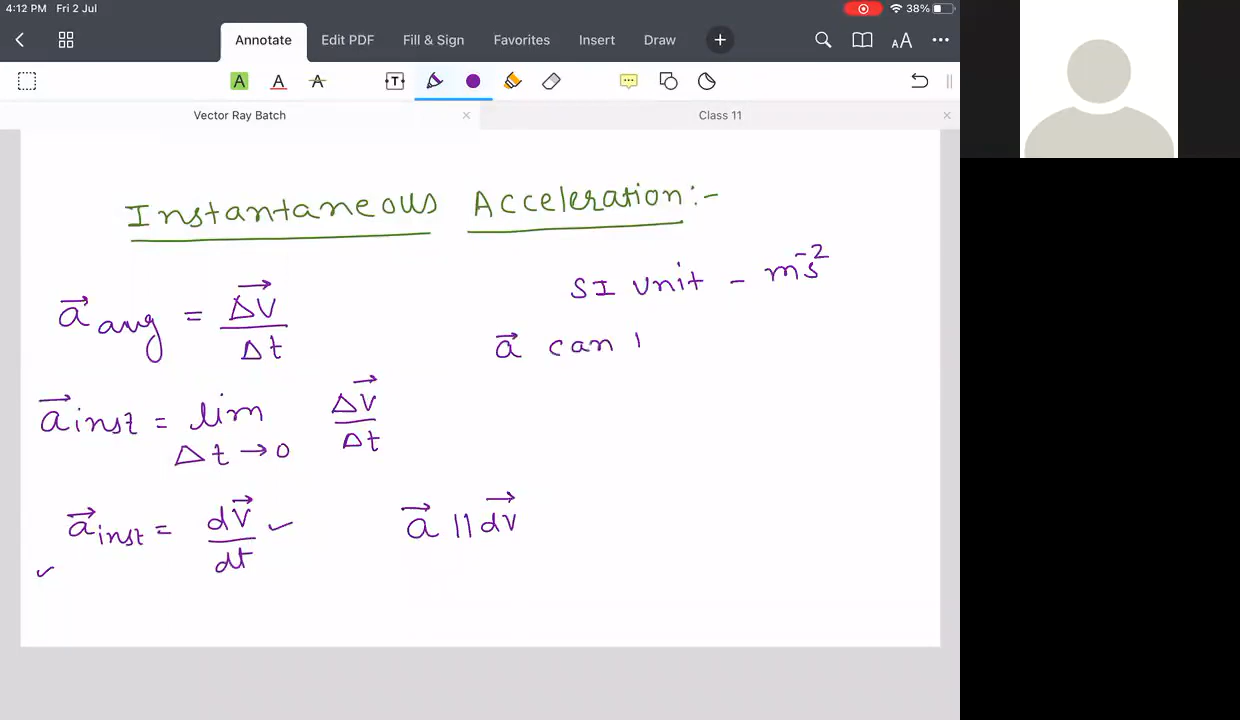 4:12 PM Fri 2 Jul 38%
Annotate Edit PDF Fill & Sign Favorites Insert Draw
Vector Ray Batch
Class 11
Instantaneous Acceleration:-
SI Unit - ms⁻²
a⃗ avg = Δv⃗/Δt
a⃗ can
a⃗ inst = lim Δt→0 Δv⃗/Δt
a⃗ inst = dv⃗/dt ✓ a⃗ || dv⃗
✓